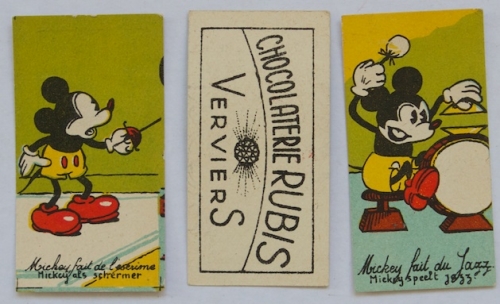 Mickey fait de l'escrime
Mickey als schermer
CHOCOLATERIE RUBIS
VERVIERS
Mickey fait du Jazz
Mickey speelt Jazz